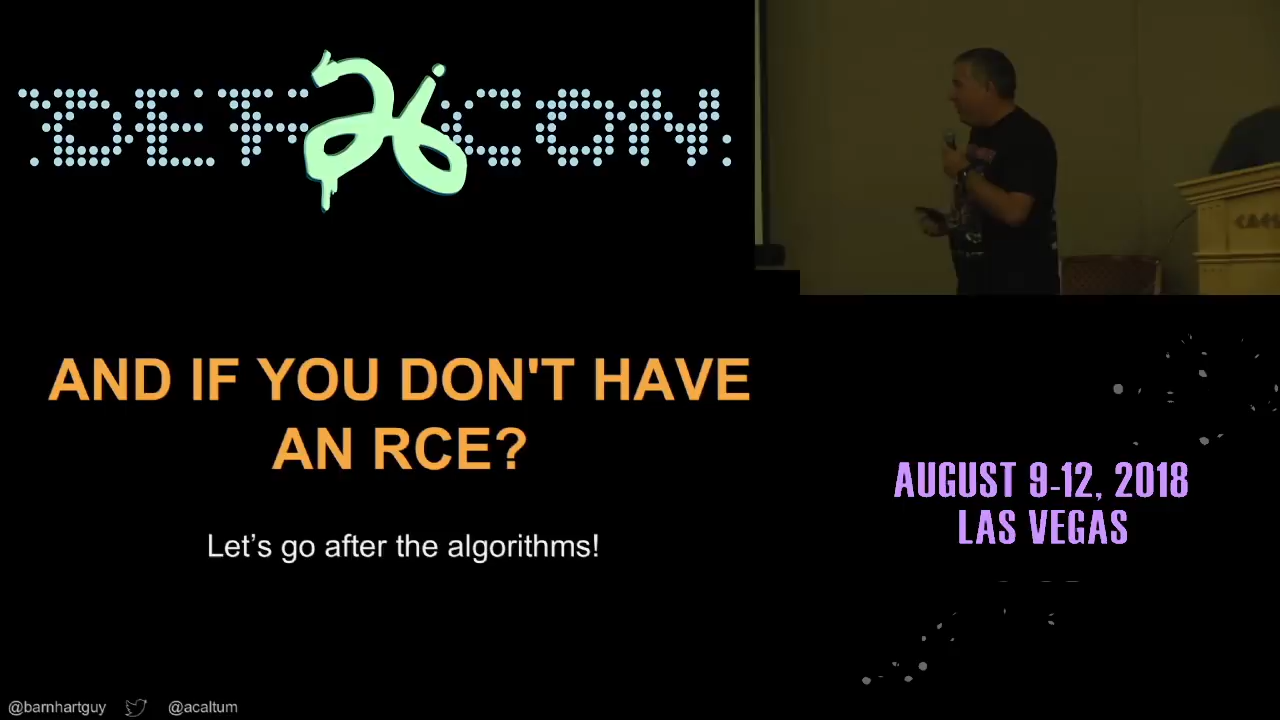 DEF CON
26
AND IF YOU DON'T HAVE
AN RCE?
Let's go after the algorithms!
AUGUST 9-12, 2018
LAS VEGAS
@barnhartguy @acaltum